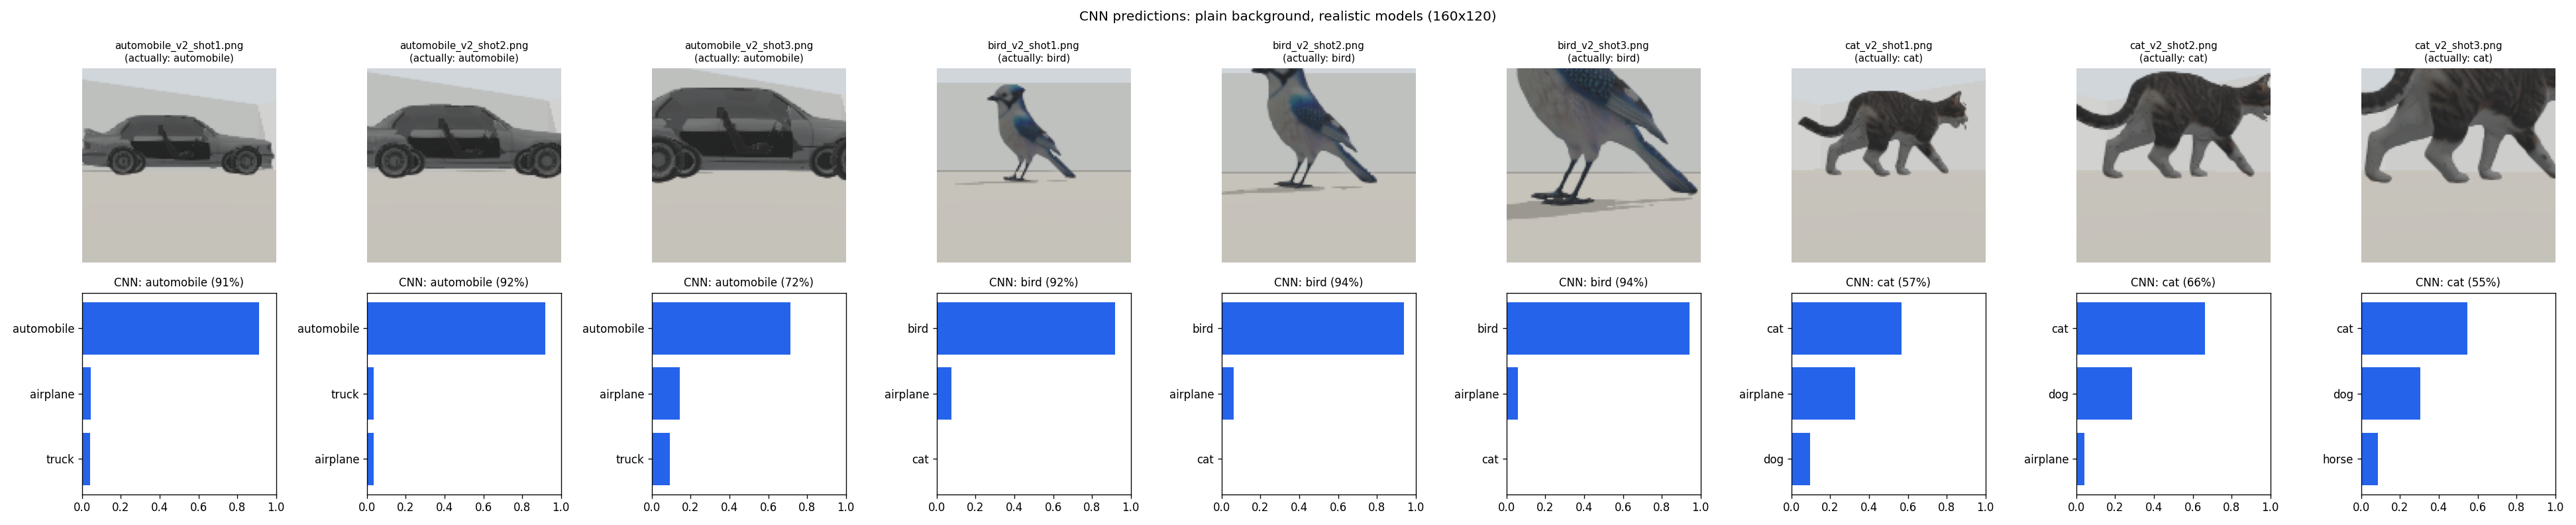 CNN predictions: plain background, realistic models (160x120)
automobile_v2_shot1.png
(actually: automobile)
automobile_v2_shot2.png
(actually: automobile)
automobile_v2_shot3.png
(actually: automobile)
bird_v2_shot1.png
(actually: bird)
bird_v2_shot2.png
(actually: bird)
bird_v2_shot3.png
(actually: bird)
cat_v2_shot1.png
(actually: cat)
cat_v2_shot2.png
(actually: cat)
cat_v2_shot3.png
(actually: cat)
CNN: automobile (91%)
automobile
airplane
truck
0.0 0.2 0.4 0.6 0.8 1.0
CNN: automobile (92%)
automobile
truck
airplane
0.0 0.2 0.4 0.6 0.8 1.0
CNN: automobile (72%)
automobile
airplane
truck
0.0 0.2 0.4 0.6 0.8 1.0
CNN: bird (92%)
bird
airplane
cat
0.0 0.2 0.4 0.6 0.8 1.0
CNN: bird (94%)
bird
airplane
cat
0.0 0.2 0.4 0.6 0.8 1.0
CNN: bird (94%)
bird
airplane
cat
0.0 0.2 0.4 0.6 0.8 1.0
CNN: cat (57%)
cat
airplane
dog
0.0 0.2 0.4 0.6 0.8 1.0
CNN: cat (66%)
cat
dog
airplane
0.0 0.2 0.4 0.6 0.8 1.0
CNN: cat (55%)
cat
dog
horse
0.0 0.2 0.4 0.6 0.8 1.0